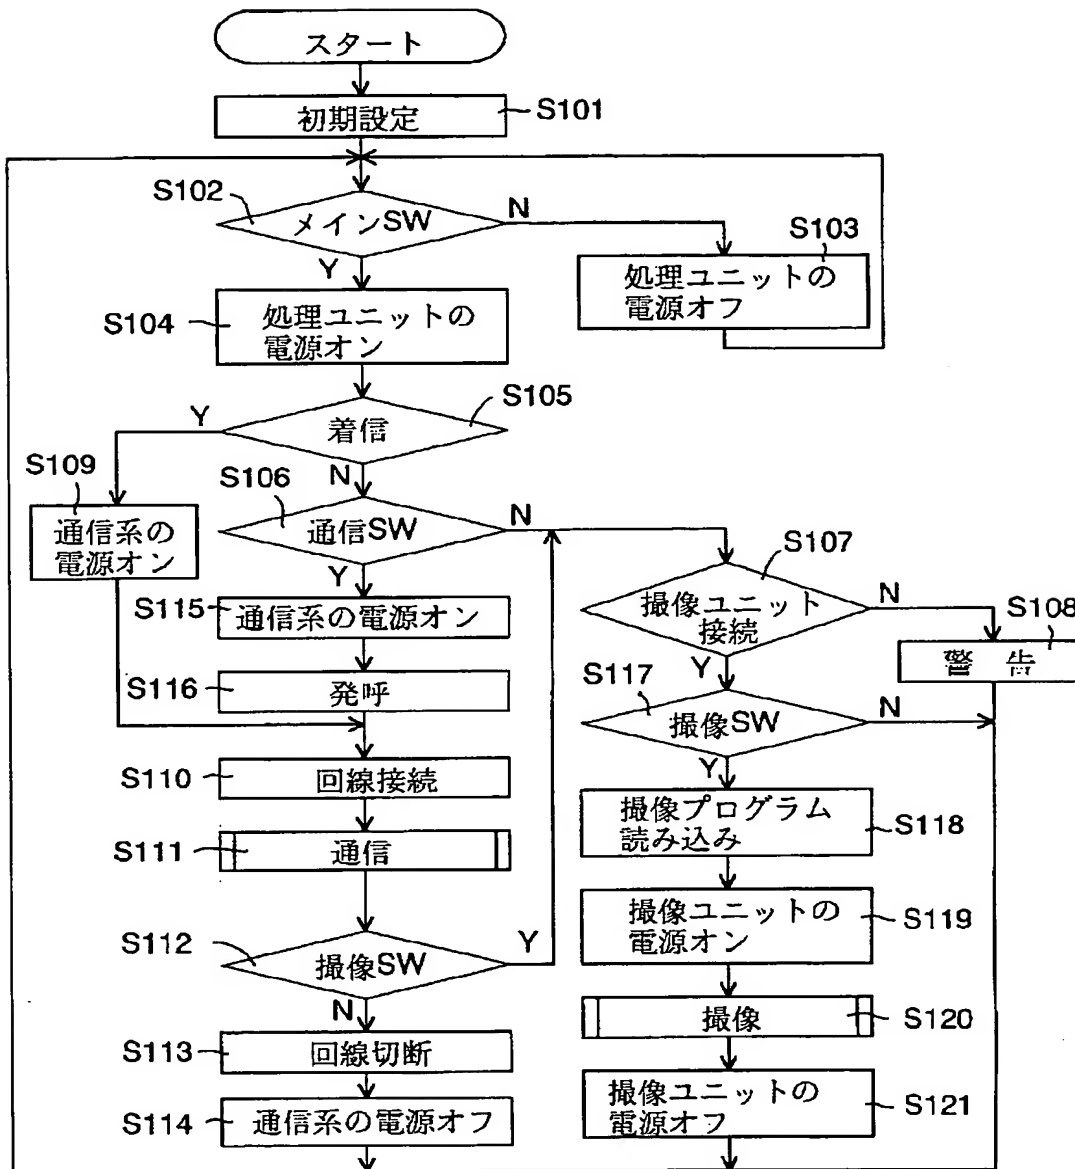 スタート
初期設定
S101
S102
メインSW
N
Y
S103
処理ユニットの
電源オフ
S104
処理ユニットの
電源オン
S105
Y
着信
N
S109
通信系の
電源オン
S106
通信SW
N
Y
S107
撮像ユニット
接続
N
Y
S108
警告
S115
通信系の電源オン
S116
発呼
S117
撮像SW
N
Y
S110
回線接続
S118
撮像プログラム
読み込み
S111
通信
S119
撮像ユニットの
電源オン
S112
撮像SW
Y
N
S120
撮像
S113
回線切断
S121
撮像ユニットの
電源オフ
S114
通信系の電源オフ